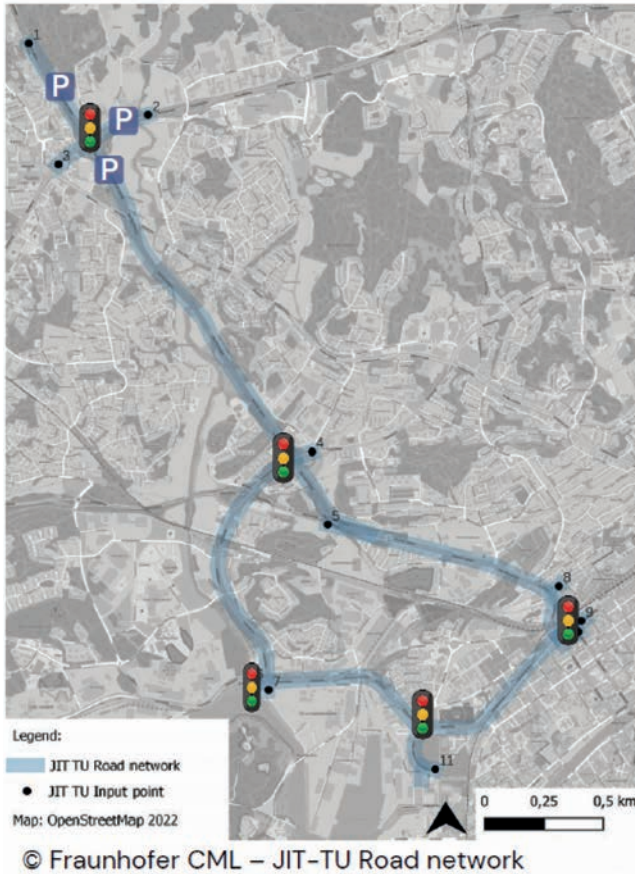 1
P
P
2
3
P
4
5
8
9
7
11
Legend:
JIT TU Road network
JIT TU Input point
Map: OpenStreetMap 2022
0 0,25 0,5 km
© Fraunhofer CML – JIT-TU Road network